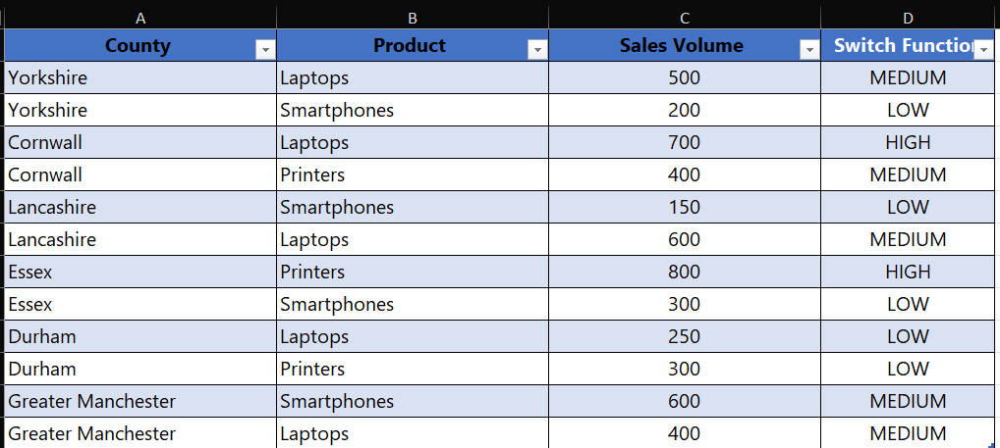 A B C D
County Product Sales Volume Switch Function
Yorkshire Laptops 500 MEDIUM
Yorkshire Smartphones 200 LOW
Cornwall Laptops 700 HIGH
Cornwall Printers 400 MEDIUM
Lancashire Smartphones 150 LOW
Lancashire Laptops 600 MEDIUM
Essex Printers 800 HIGH
Essex Smartphones 300 LOW
Durham Laptops 250 LOW
Durham Printers 300 LOW
Greater Manchester Smartphones 600 MEDIUM
Greater Manchester Laptops 400 MEDIUM